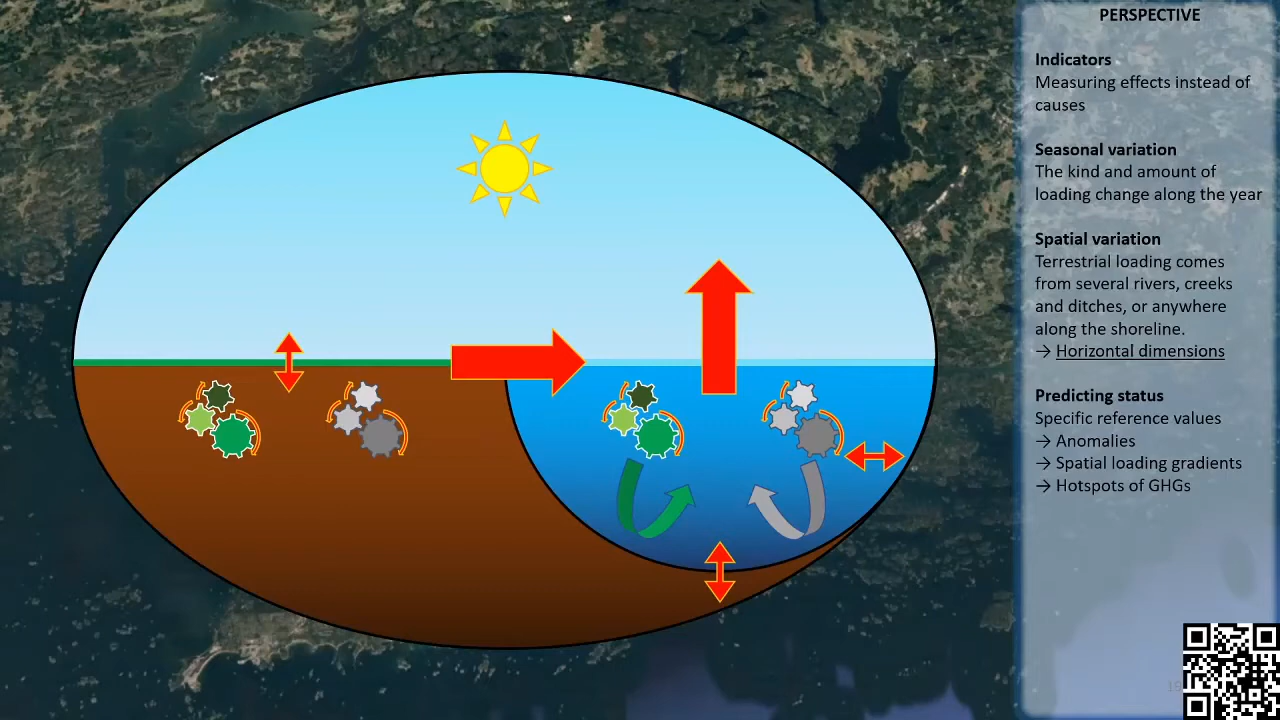 PERSPECTIVE
Indicators
Measuring effects instead of
causes
Seasonal variation
The kind and amount of
loading change along the year
Spatial variation
Terrestrial loading comes
from several rivers, creeks
and ditches, or anywhere
along the shoreline.
→ Horizontal dimensions
Predicting status
Specific reference values
→ Anomalies
→ Spatial loading gradients
→ Hotspots of GHGs
19